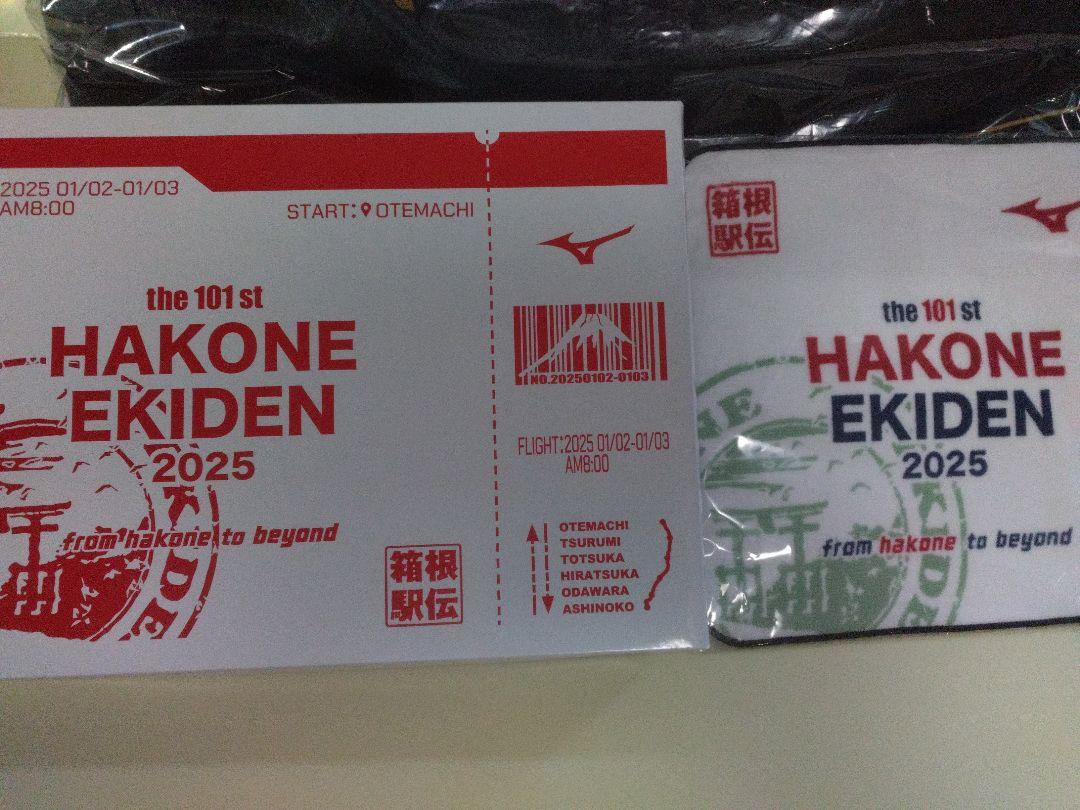 2025 01/02-01/03
AM8:00
START: OTEMACHI
the 101 st
HAKONE
EKIDEN
2025
from hakone to beyond
箱根
駅伝
NO.20250102-0103
FLIGHT:2025 01/02-01/03
AM8:00
OTEMACHI
TSURUMI
TOTSUKA
HIRATSUKA
ODAWARA
ASHINOKO
箱根
駅伝
the 101 st
HAKONE
EKIDEN
2025
from hakone to beyond